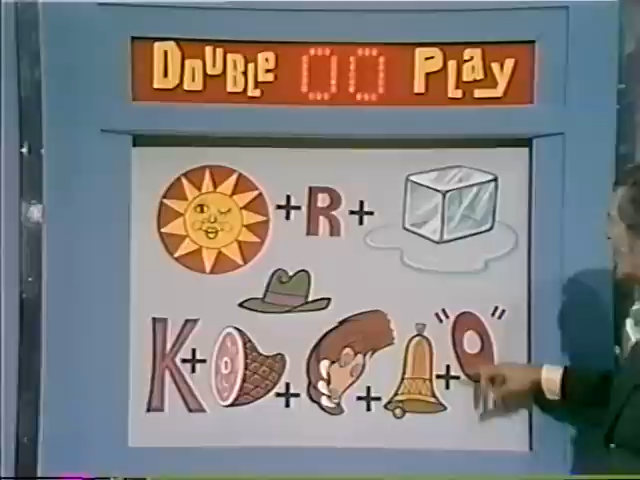 Double 00 Play
+ R +
K + + + + "O"